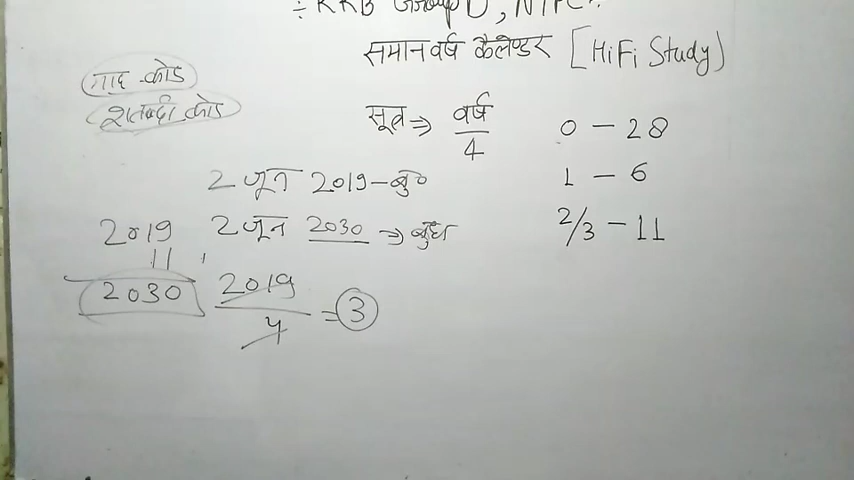 ÷ RRB Group D, NTPC.
समान वर्ष कैलेण्डर [HiFi Study)
माह कोड
शताब्दी कोड
सूत्र ⇒ वर्ष/4
0 – 28
1 – 6
2/3 – 11
2 जून 2019 – बुध
2 जून 2030 ⇒ बुध
2019
11
2030
2019/4 = 3